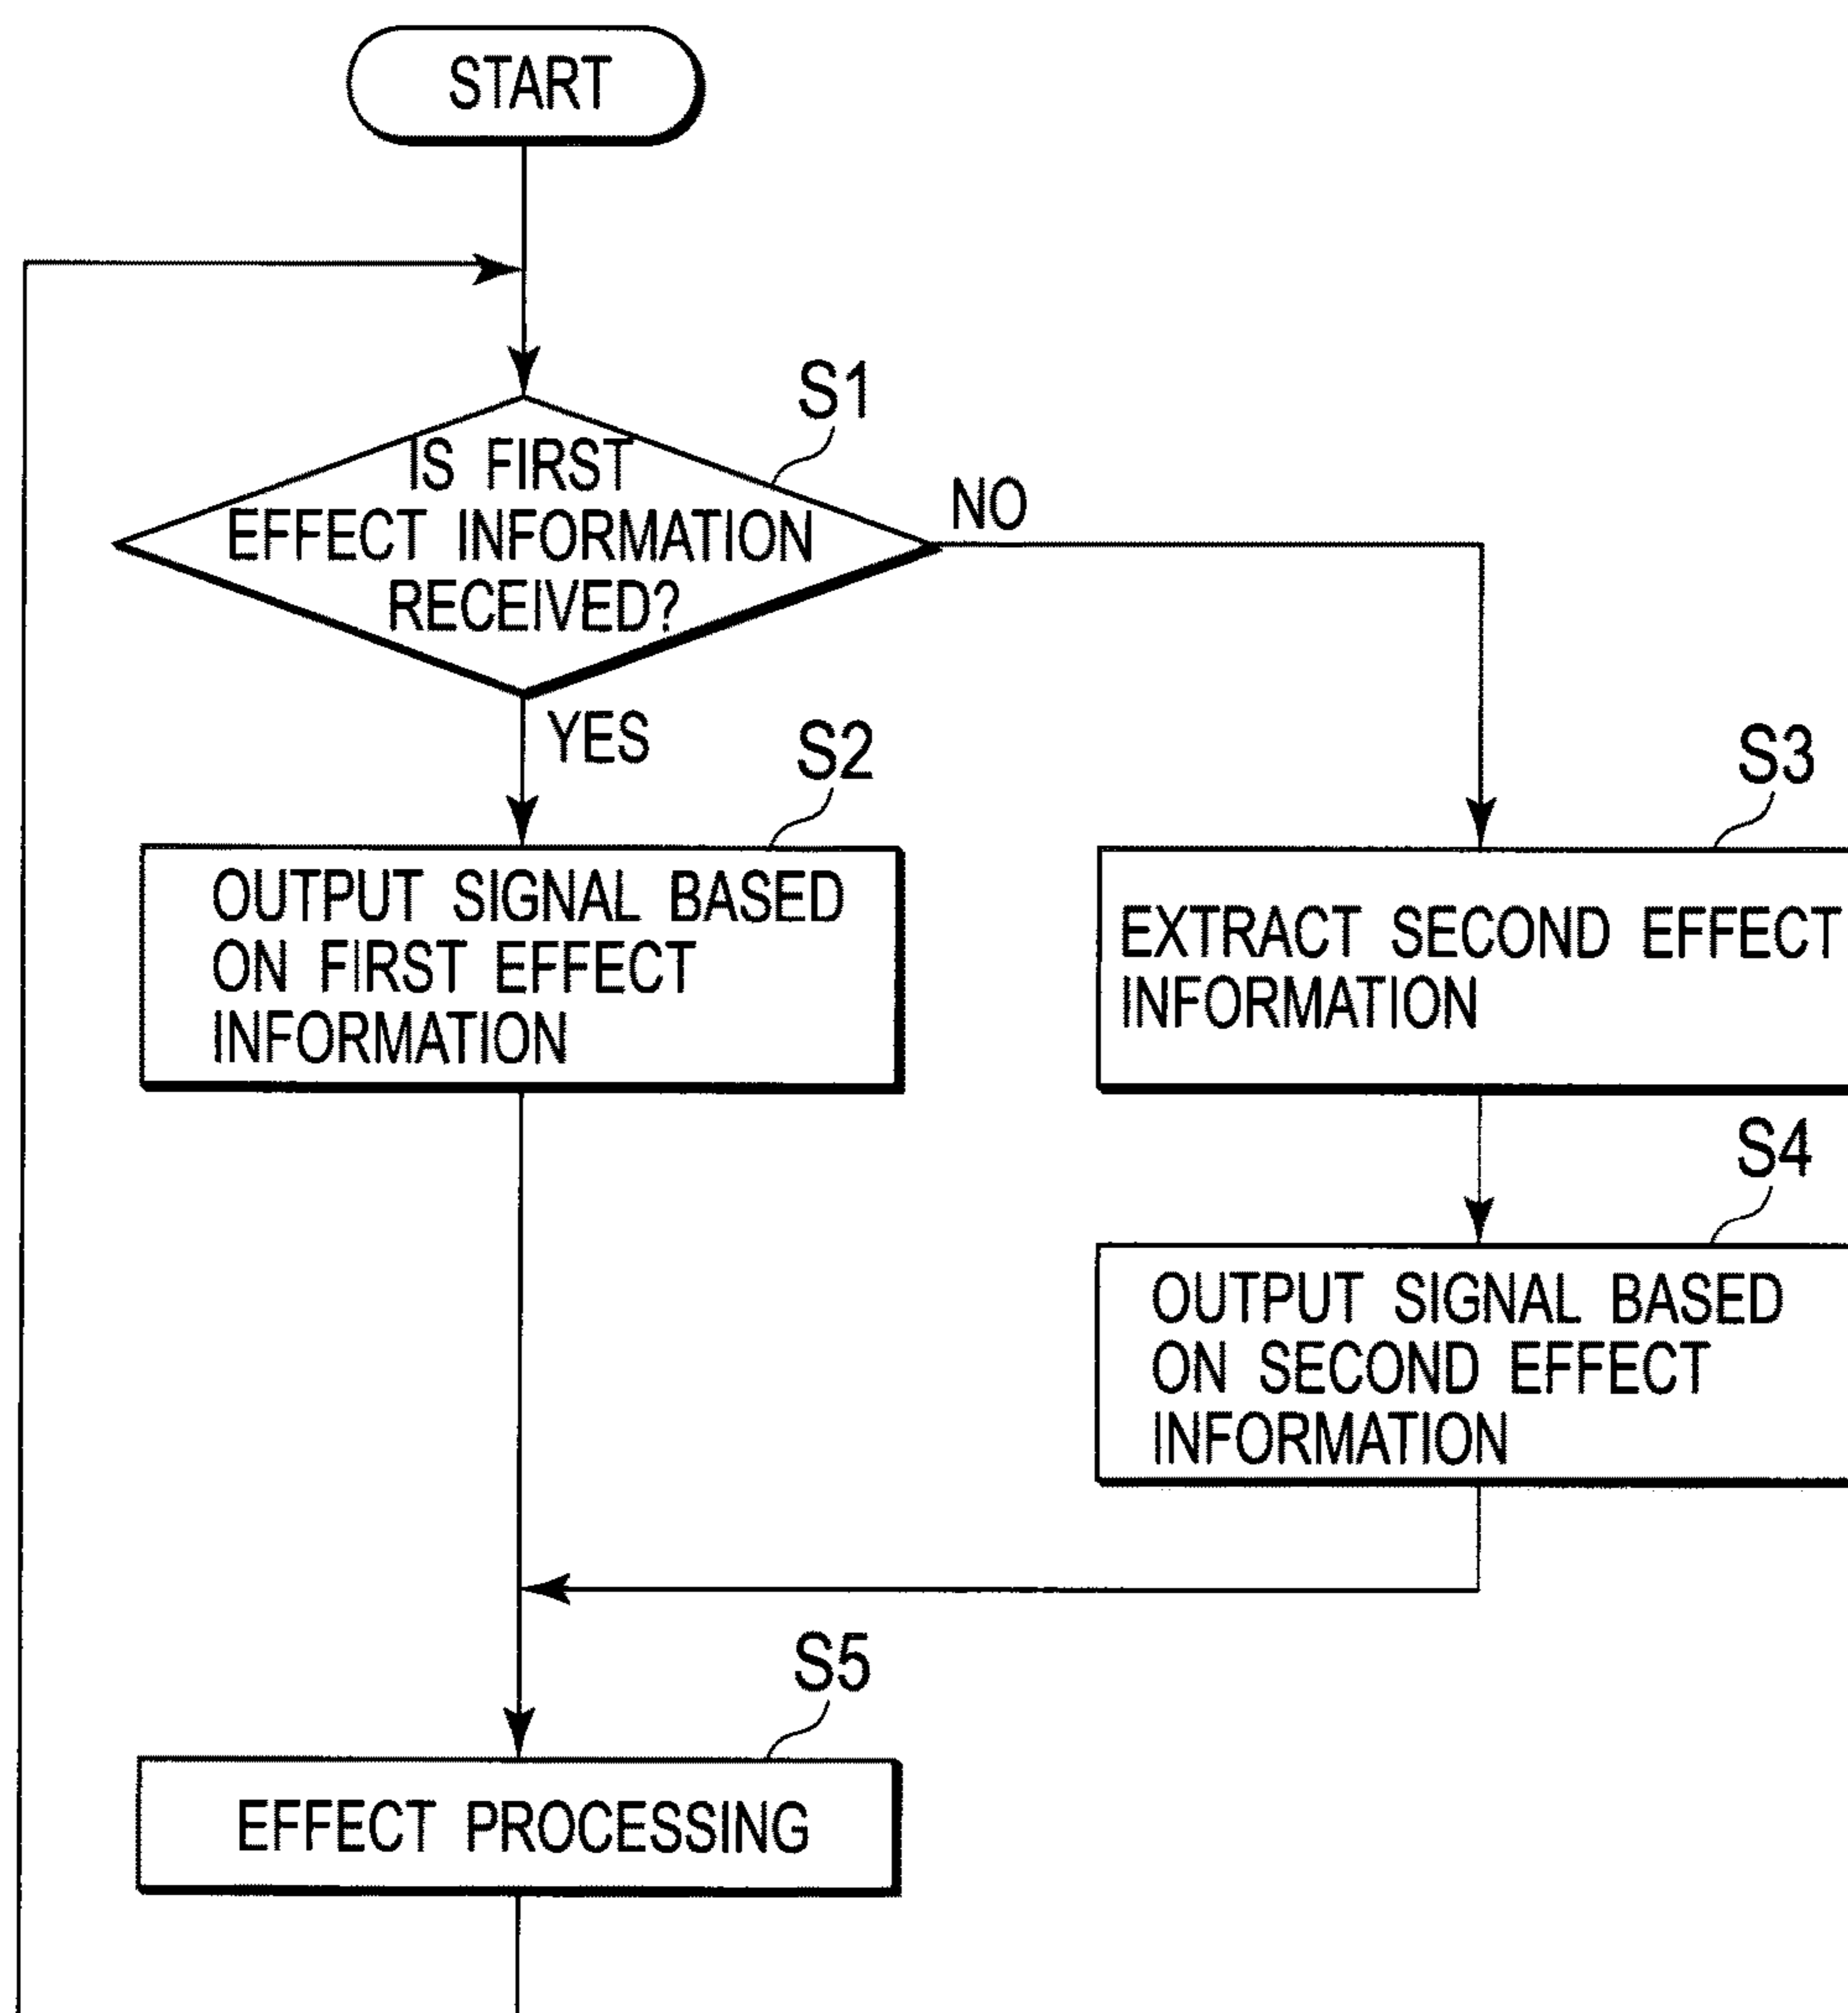 START
S1
IS FIRST
EFFECT INFORMATION
RECEIVED?
NO
YES
S2
OUTPUT SIGNAL BASED
ON FIRST EFFECT
INFORMATION
S3
EXTRACT SECOND EFFECT
INFORMATION
S4
OUTPUT SIGNAL BASED
ON SECOND EFFECT
INFORMATION
S5
EFFECT PROCESSING